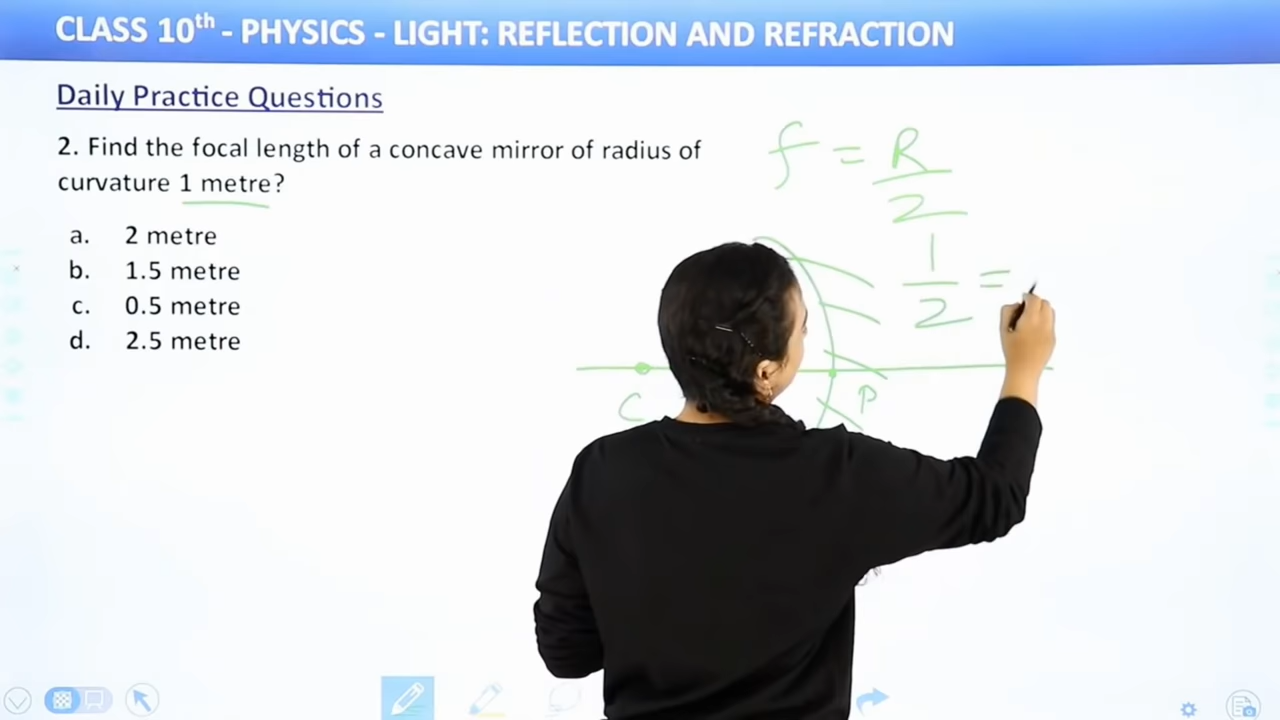 CLASS 10th - PHYSICS - LIGHT: REFLECTION AND REFRACTION
Daily Practice Questions
2. Find the focal length of a concave mirror of radius of
curvature 1 metre?
a. 2 metre
b. 1.5 metre
c. 0.5 metre
d. 2.5 metre
f = R
2
1
2 =
C
P